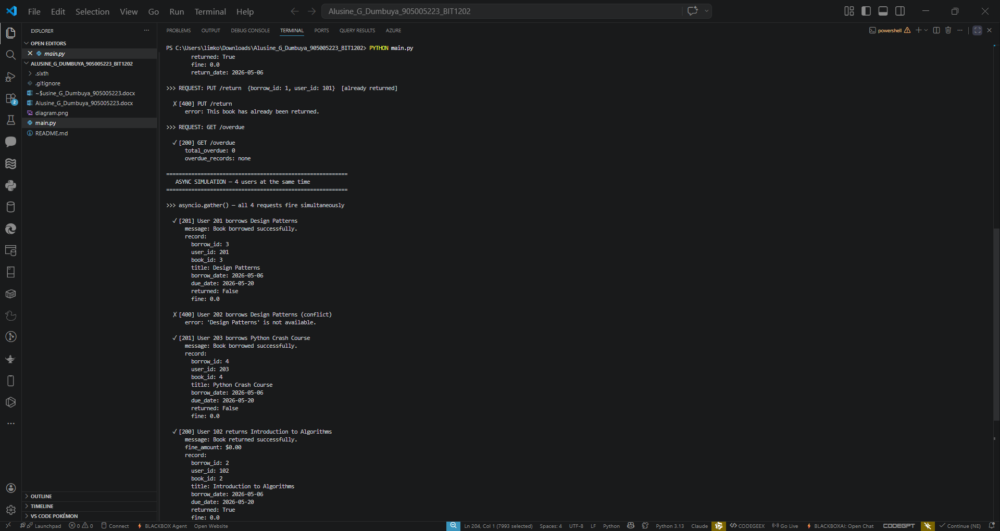 File Edit Selection View Go Run Terminal Help
Alusine_G_Dumbuya_905005223_BIT1202
EXPLORER
OPEN EDITORS
main.py
ALUSINE_G_DUMBUYA_905005223_BIT1202
.sixth
.gitignore
~$usine_G_Dumbuya_905005223.docx
Alusine_G_Dumbuya_905005223.docx
diagram.png
main.py
README.md
2
OUTLINE
TIMELINE
VS CODE POKÉMON
PROBLEMS OUTPUT DEBUG CONSOLE TERMINAL PORTS QUERY RESULTS AZURE
powershell
PS C:\Users\limko\Downloads\Alusine_G_Dumbuya_905005223_BIT1202> PYTHON main.py
returned: True
fine: 0.0
return_date: 2026-05-06
>>> REQUEST: PUT /return {borrow_id: 1, user_id: 101} [already returned]
✗ [400] PUT /return
error: This book has already been returned.
>>> REQUEST: GET /overdue
✓ [200] GET /overdue
total_overdue: 0
overdue_records: none
==========================================================
ASYNC SIMULATION — 4 users at the same time
==========================================================
>>> asyncio.gather() — all 4 requests fire simultaneously
✓ [201] User 201 borrows Design Patterns
message: Book borrowed successfully.
record:
borrow_id: 3
user_id: 201
book_id: 3
title: Design Patterns
borrow_date: 2026-05-06
due_date: 2026-05-20
returned: False
fine: 0.0
✗ [400] User 202 borrows Design Patterns (conflict)
error: 'Design Patterns' is not available.
✓ [201] User 203 borrows Python Crash Course
message: Book borrowed successfully.
record:
borrow_id: 4
user_id: 203
book_id: 4
title: Python Crash Course
borrow_date: 2026-05-06
due_date: 2026-05-20
returned: False
fine: 0.0
✓ [200] User 102 returns Introduction to Algorithms
message: Book returned successfully.
fine_amount: $0.00
record:
borrow_id: 2
user_id: 102
book_id: 2
title: Introduction to Algorithms
borrow_date: 2026-05-06
due_date: 2026-05-20
returned: True
fine: 0.0
Launchpad 0 0 Connect BLACKBOX Agent Open Website Ln 204, Col 1 (7993 selected) Spaces: 4 UTF-8 LF Python Python 3.13 Claude CODEGEEX Go Live BLACKBOXAI: Open Chat CODEGPT Continue (NE)